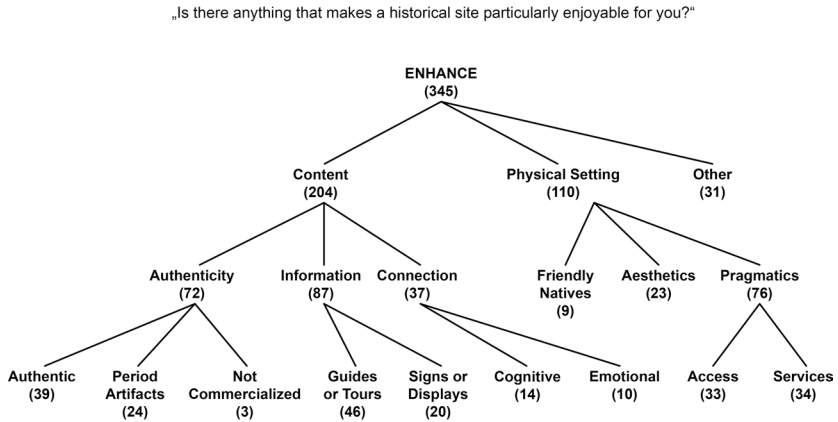 „Is there anything that makes a historical site particularly enjoyable for you?“
ENHANCE
(345)
Content
(204)
Physical Setting
(110)
Other
(31)
Authenticity
(72)
Information
(87)
Connection
(37)
Friendly
Natives
(9)
Aesthetics
(23)
Pragmatics
(76)
Authentic
(39)
Period
Artifacts
(24)
Not
Commercialized
(3)
Guides
or Tours
(46)
Signs or
Displays
(20)
Cognitive
(14)
Emotional
(10)
Access
(33)
Services
(34)